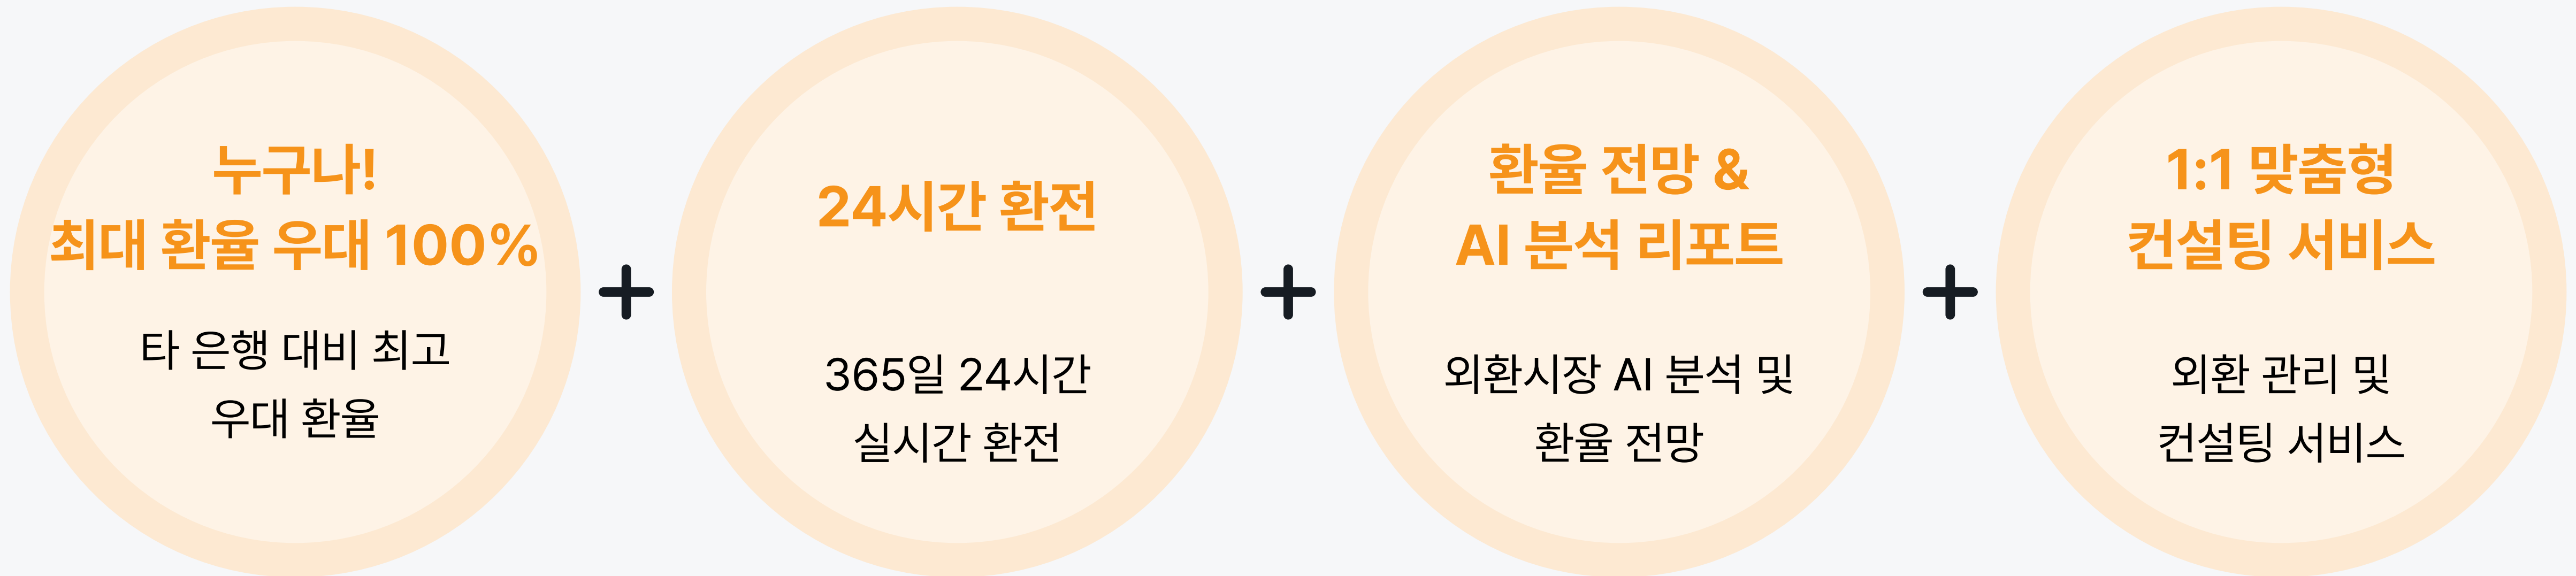 누구나!
최대 환율 우대 100%
타 은행 대비 최고
우대 환율
+
24시간 환전
365일 24시간
실시간 환전
+
환율 전망 &
AI 분석 리포트
외환시장 AI 분석 및
환율 전망
+
1:1 맞춤형
컨설팅 서비스
외환 관리 및
컨설팅 서비스